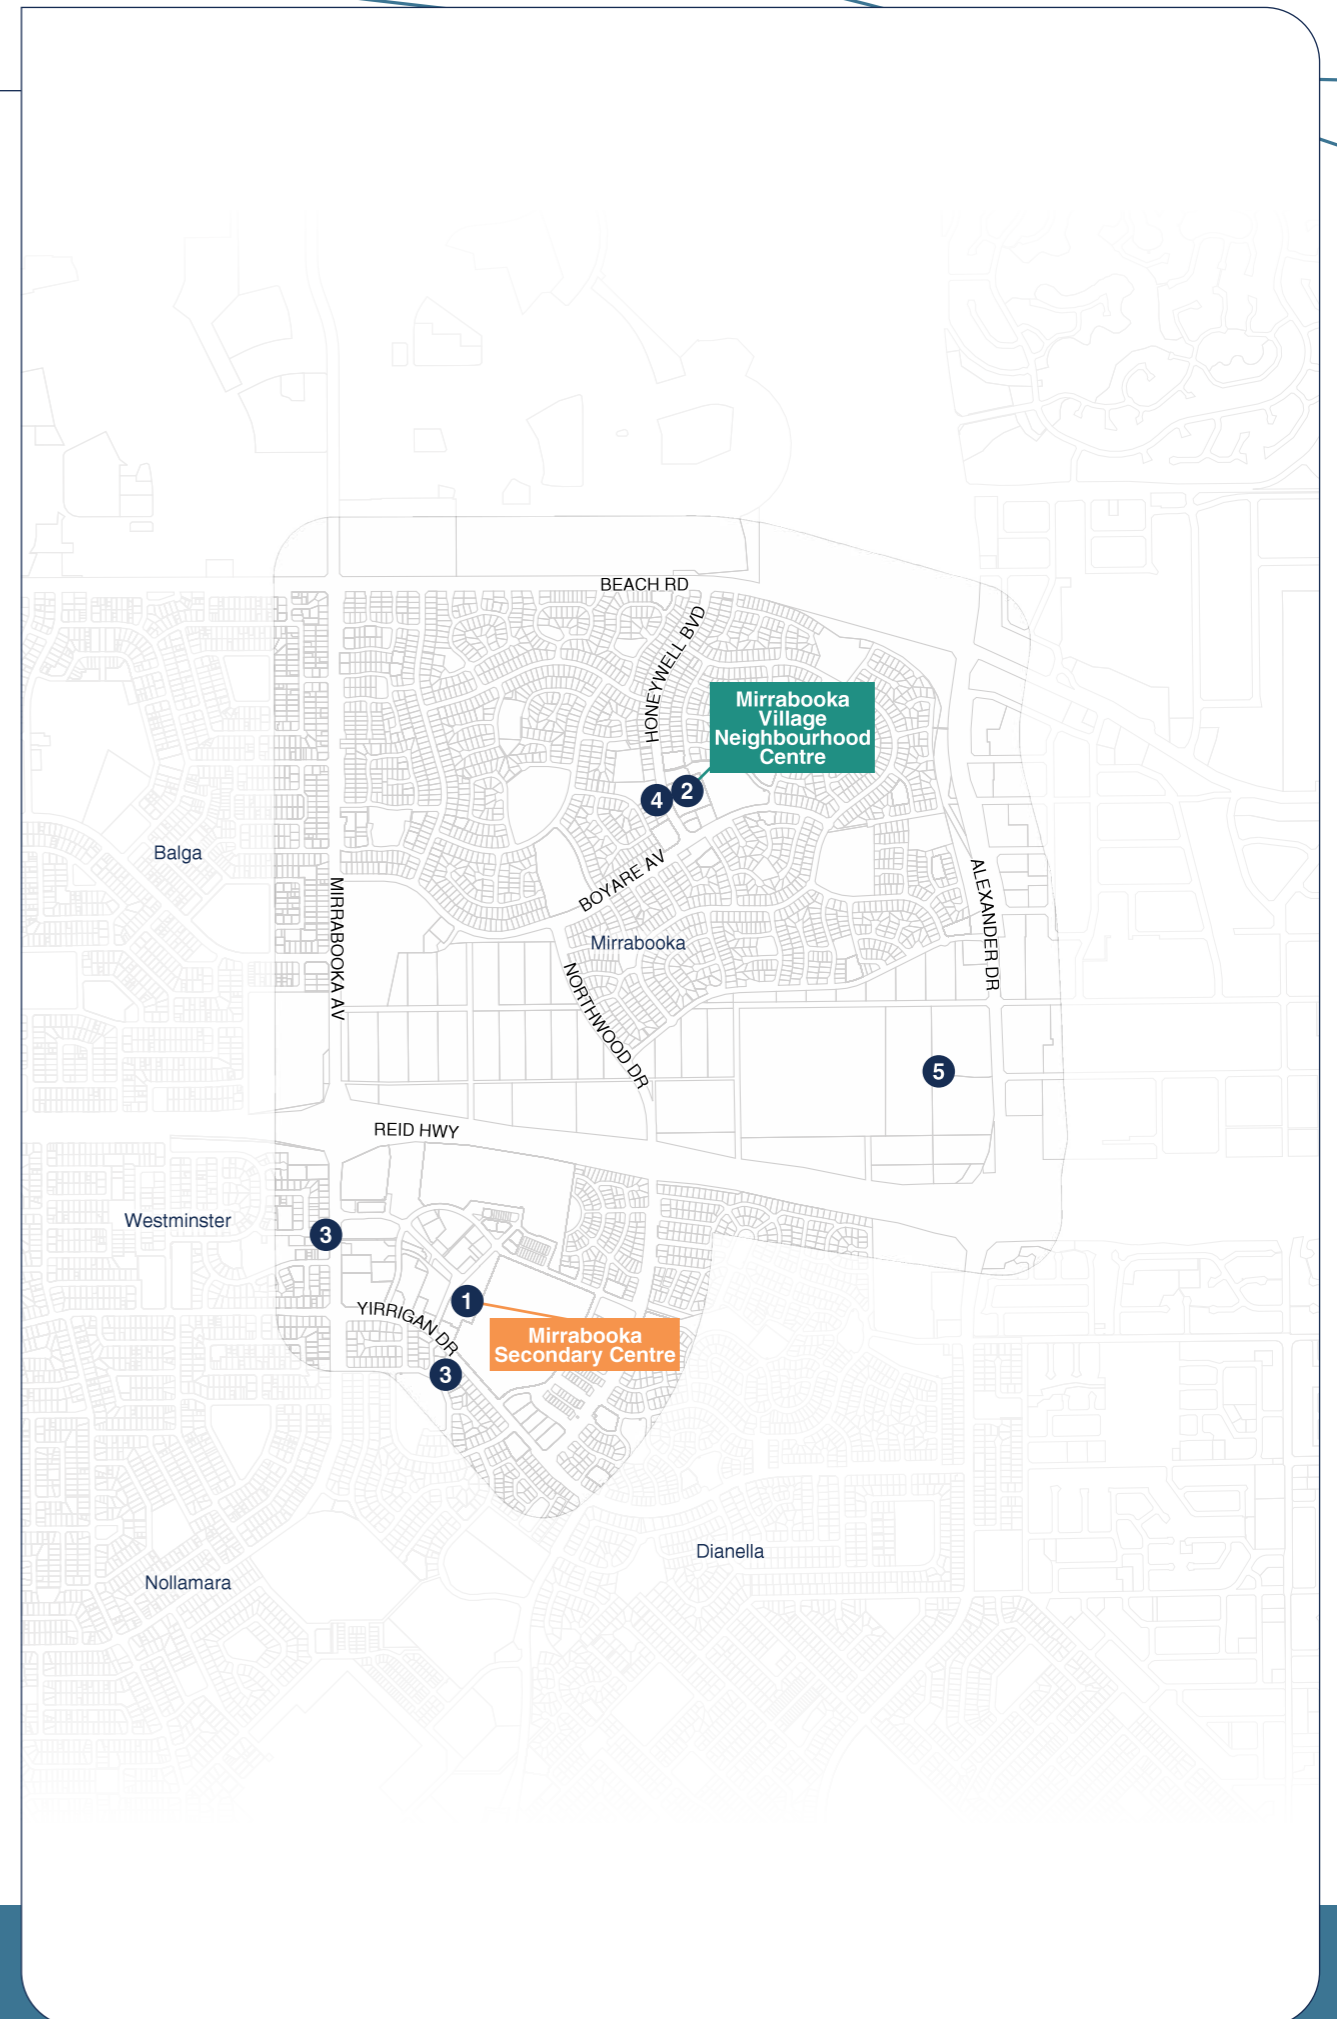 BEACH RD
HONEYWELL BVD
Mirrabooka
Village
Neighbourhood
Centre
4
2
Balga
BOYARE AV
ALEXANDER DR
MIRRABOOKA AV
Mirrabooka
NORTHWOOD DR
5
REID HWY
Westminster
3
1
YIRRIGAN DR
Mirrabooka
Secondary Centre
3
Dianella
Nollamara